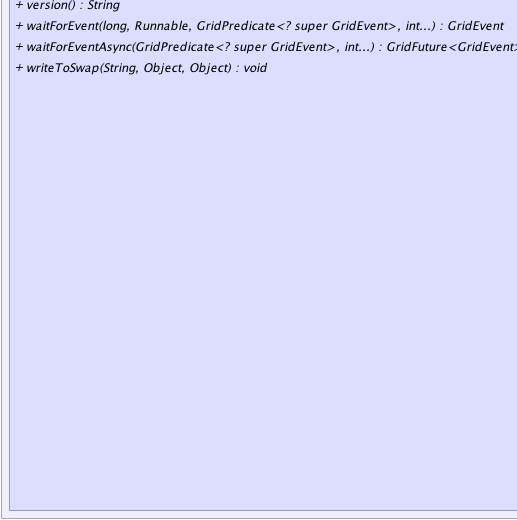 + version() : String
+ waitForEvent(long, Runnable, GridPredicate<? super GridEvent>, int...) : GridEvent
+ waitForEventAsync(GridPredicate<? super GridEvent>, int...) : GridFuture<GridEvent>
+ writeToSwap(String, Object, Object) : void